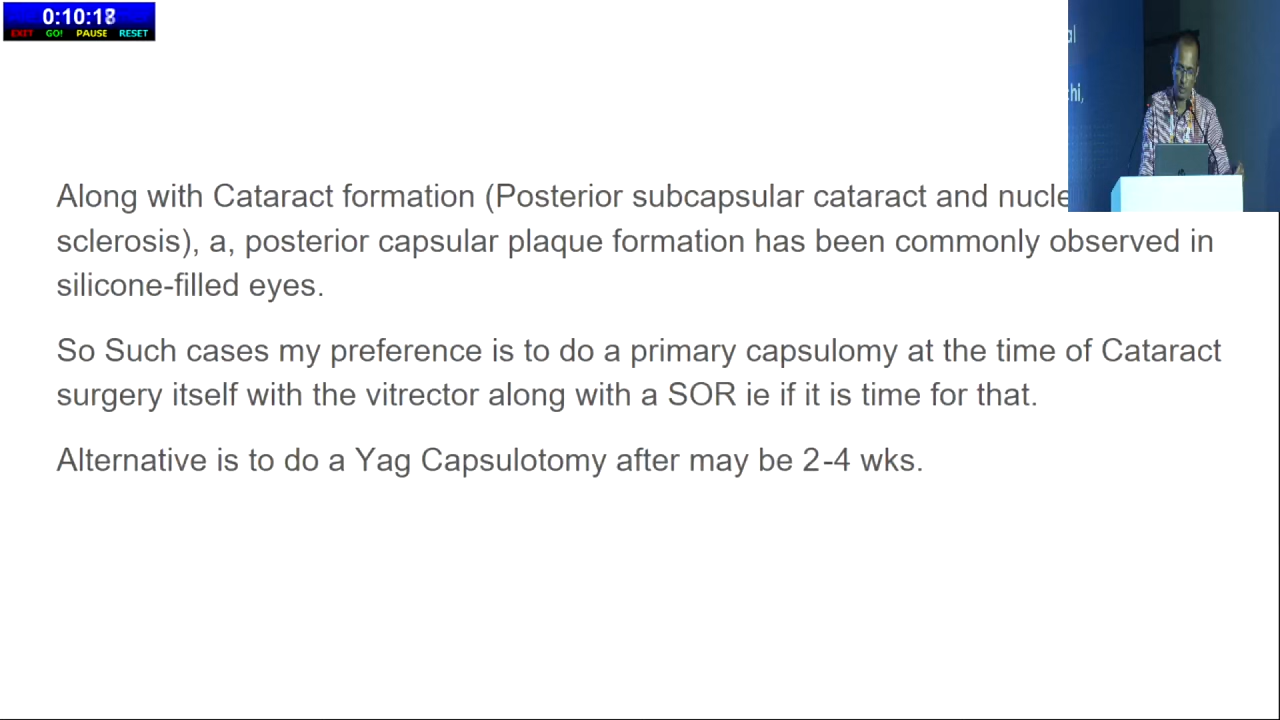 0:10:18
EXIT GO! PAUSE RESET
al
chi,
Along with Cataract formation (Posterior subcapsular cataract and
sclerosis), a, posterior capsular plaque formation has been commonly observed in
silicone-filled eyes.
So Such cases my preference is to do a primary capsulomy at the time of Cataract
surgery itself with the vitrector along with a SOR ie if it is time for that.
Alternative is to do a Yag Capsulotomy after may be 2-4 wks.